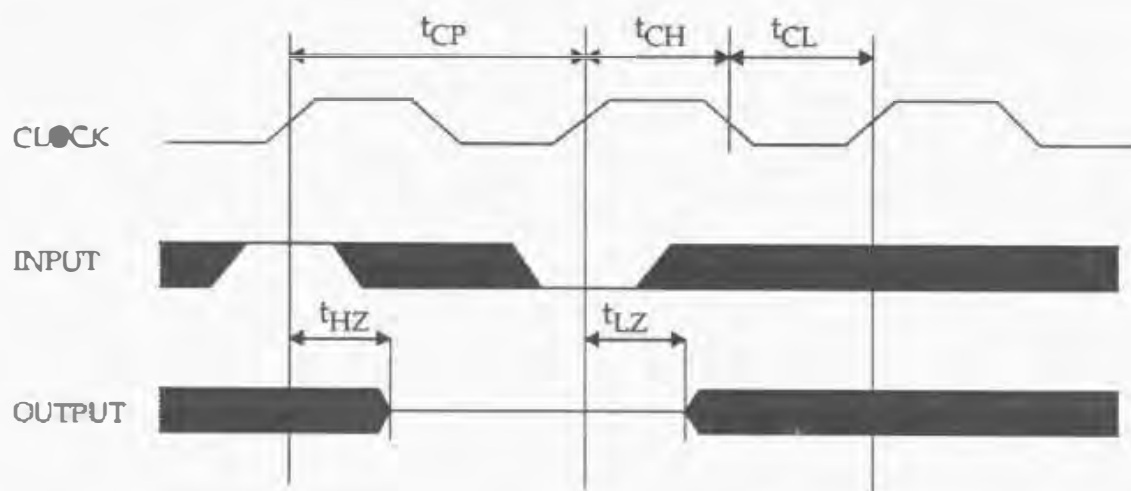 tCP tCH tCL
CLOCK
INPUT
tHZ tLZ
OUTPUT